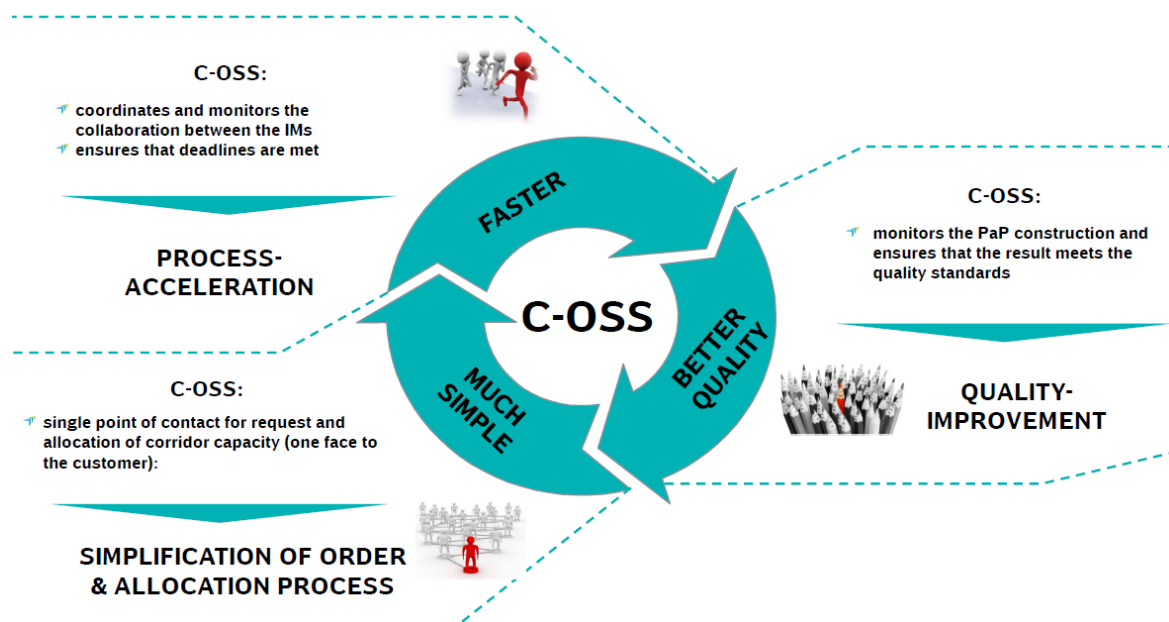 C-OSS:
coordinates and monitors the
collaboration between the IMs
ensures that deadlines are met
PROCESS-
ACCELERATION
FASTER
C-OSS:
monitors the PaP construction and
ensures that the result meets the
quality standards
QUALITY-
IMPROVEMENT
BETTER
QUALITY
C-OSS
MUCH
SIMPLE
C-OSS:
single point of contact for request and
allocation of corridor capacity (one face to
the customer):
SIMPLIFICATION OF ORDER
& ALLOCATION PROCESS